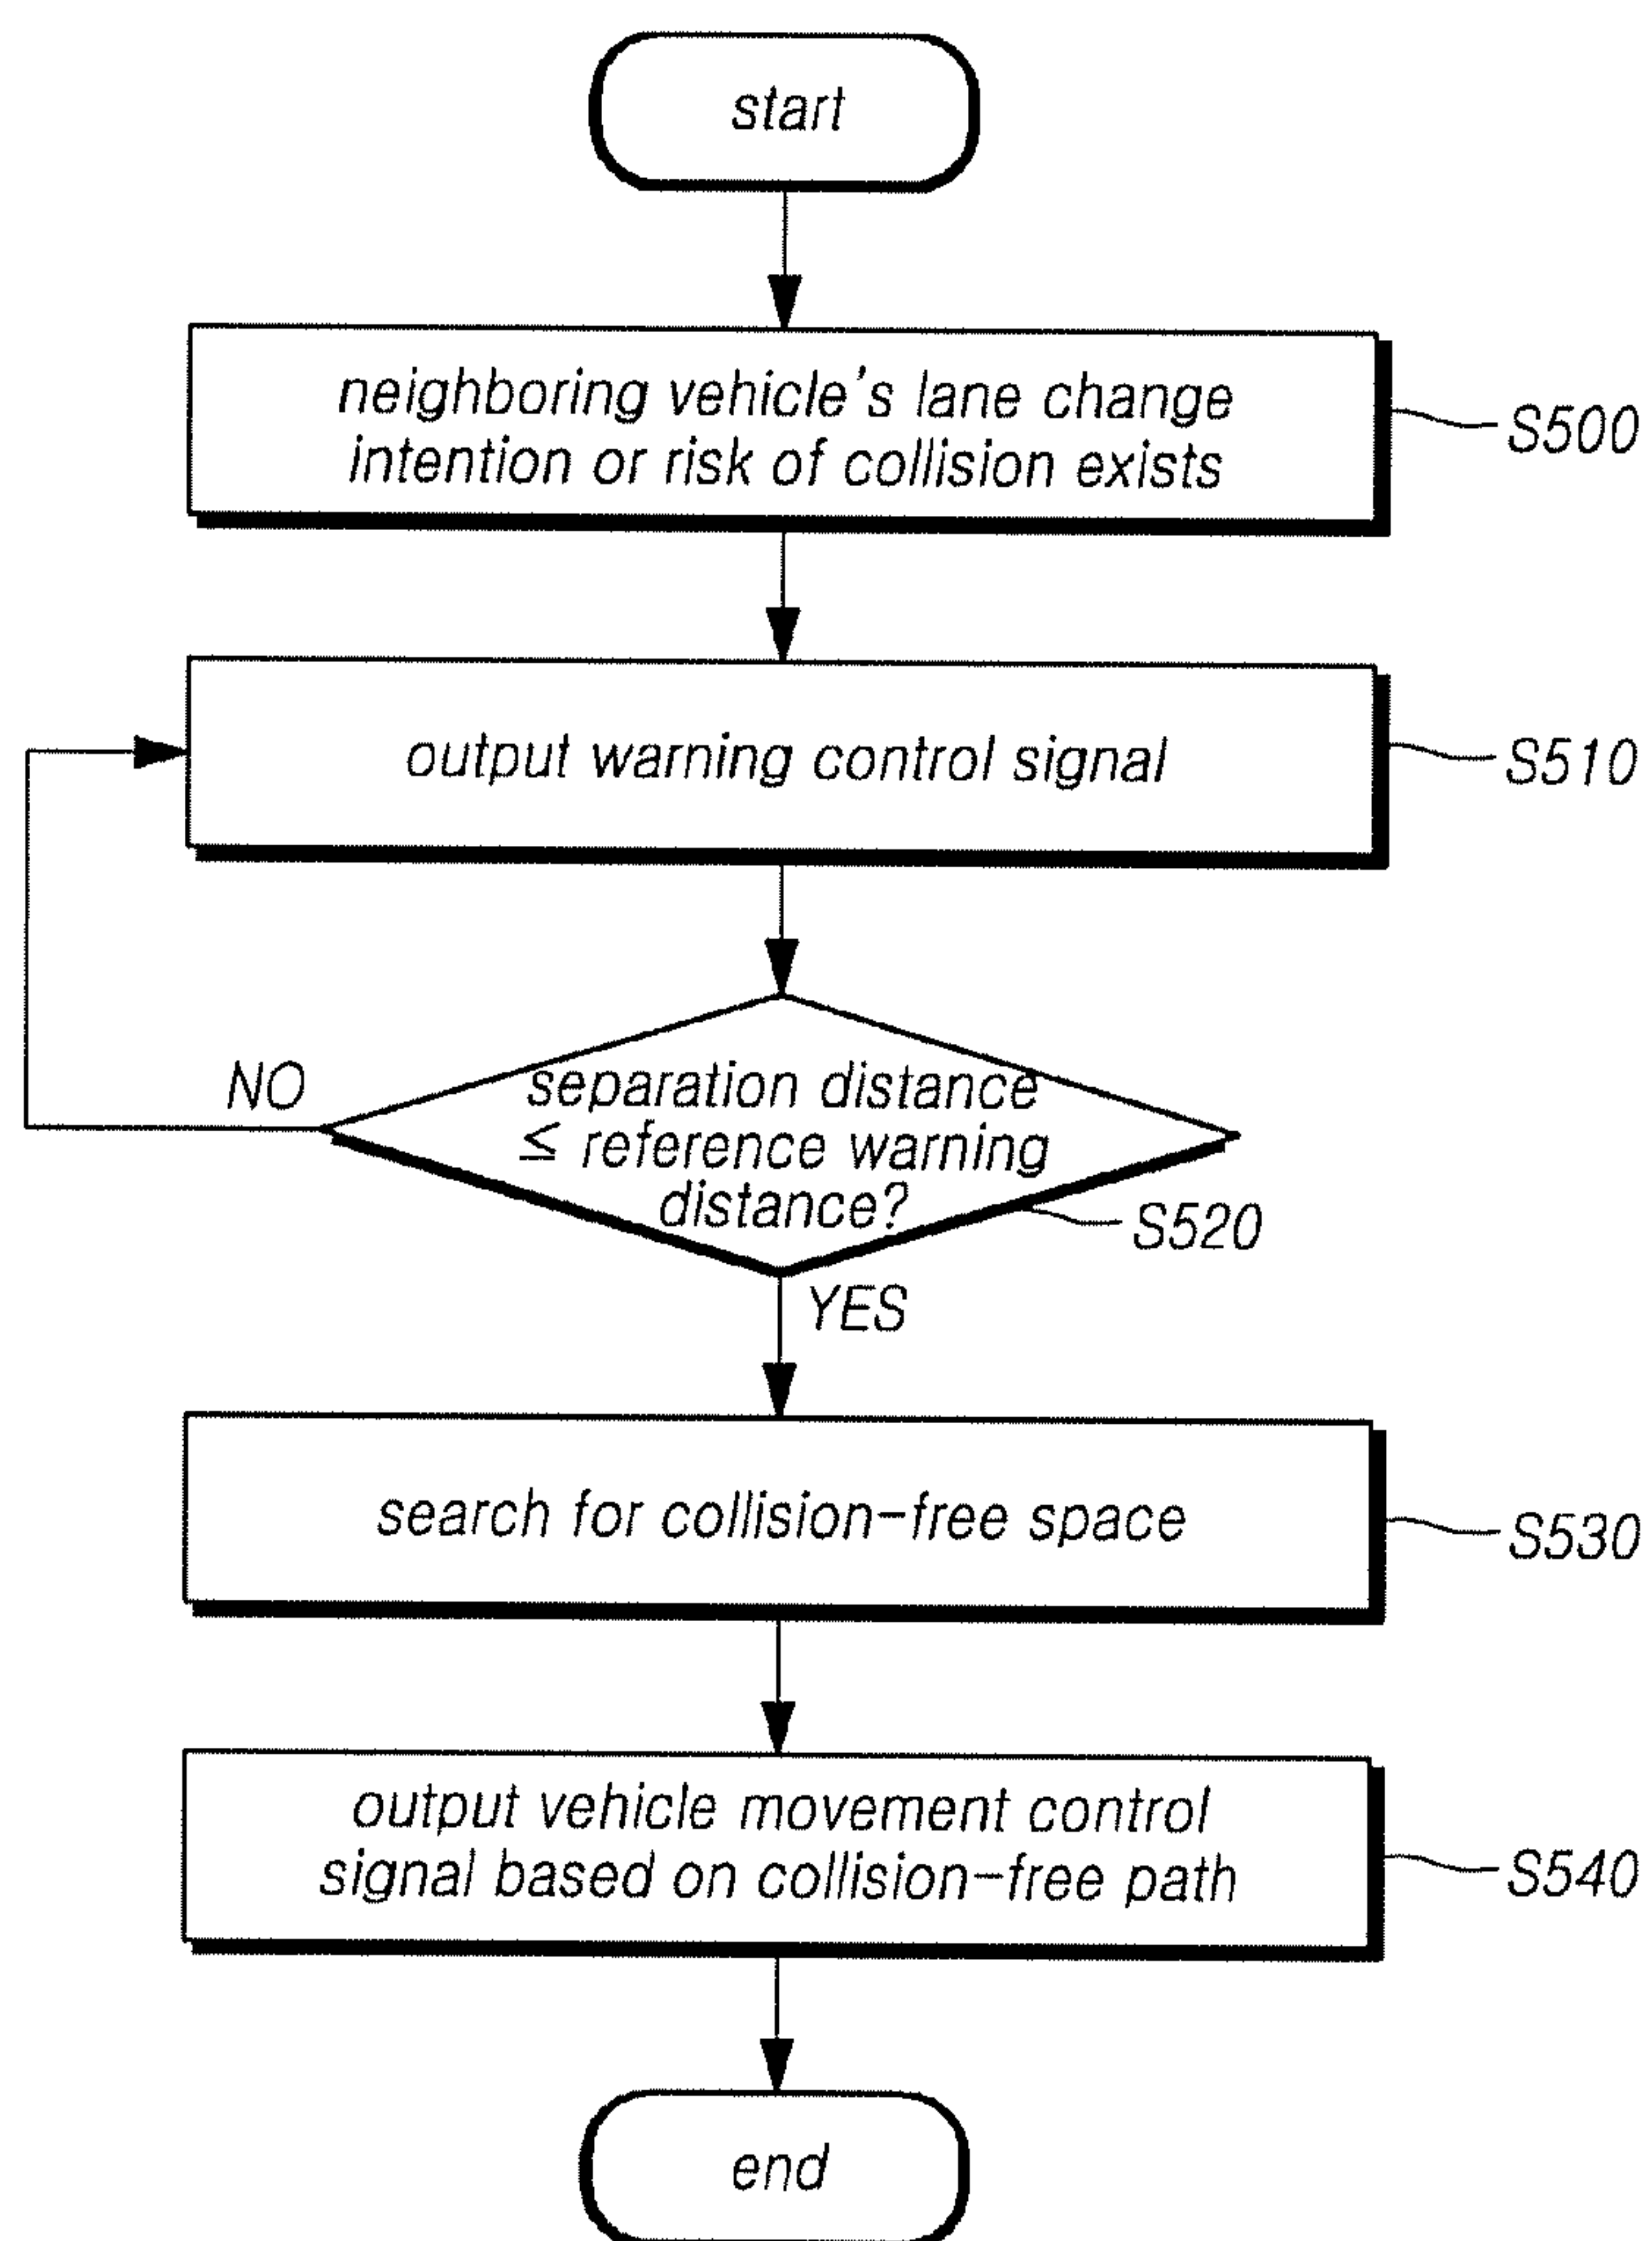 start
neighboring vehicle's lane change
intention or risk of collision exists
S500
output warning control signal
S510
NO
separation distance
≤ reference warning
distance?
S520
YES
search for collision-free space
S530
output vehicle movement control
signal based on collision-free path
S540
end